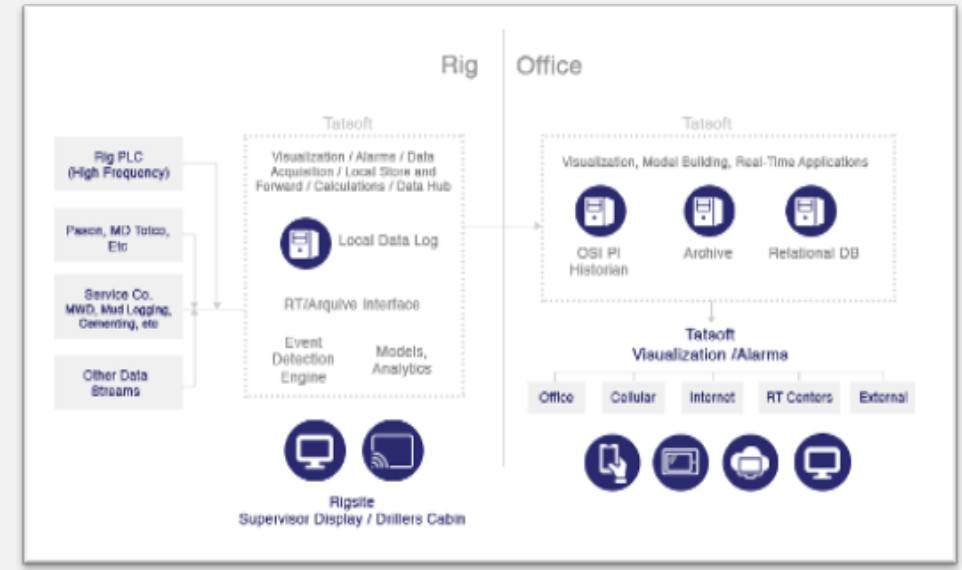 Rig
Office
Rig PLC
(High Frequency)
Pason, MD Totco,
Etc
Service Co.
MWD, Mud Logging,
Cementing, etc
Other Data
Streams
Tatsoft
Visualization / Alarms / Data
Acquisition / Local Store and
Forward / Calculations / Data Hub
Local Data Log
RT/Arquive Interface
Event
Detection
Engine
Models,
Analytics
Rigsite
Supervisor Display / Drillers Cabin
Tatsoft
Visualization, Model Building, Real-Time Applications
OSI PI
Historian
Archive
Relational DB
Tatsoft
Visualization /Alarms
Office
Cellular
Internet
RT Centers
External